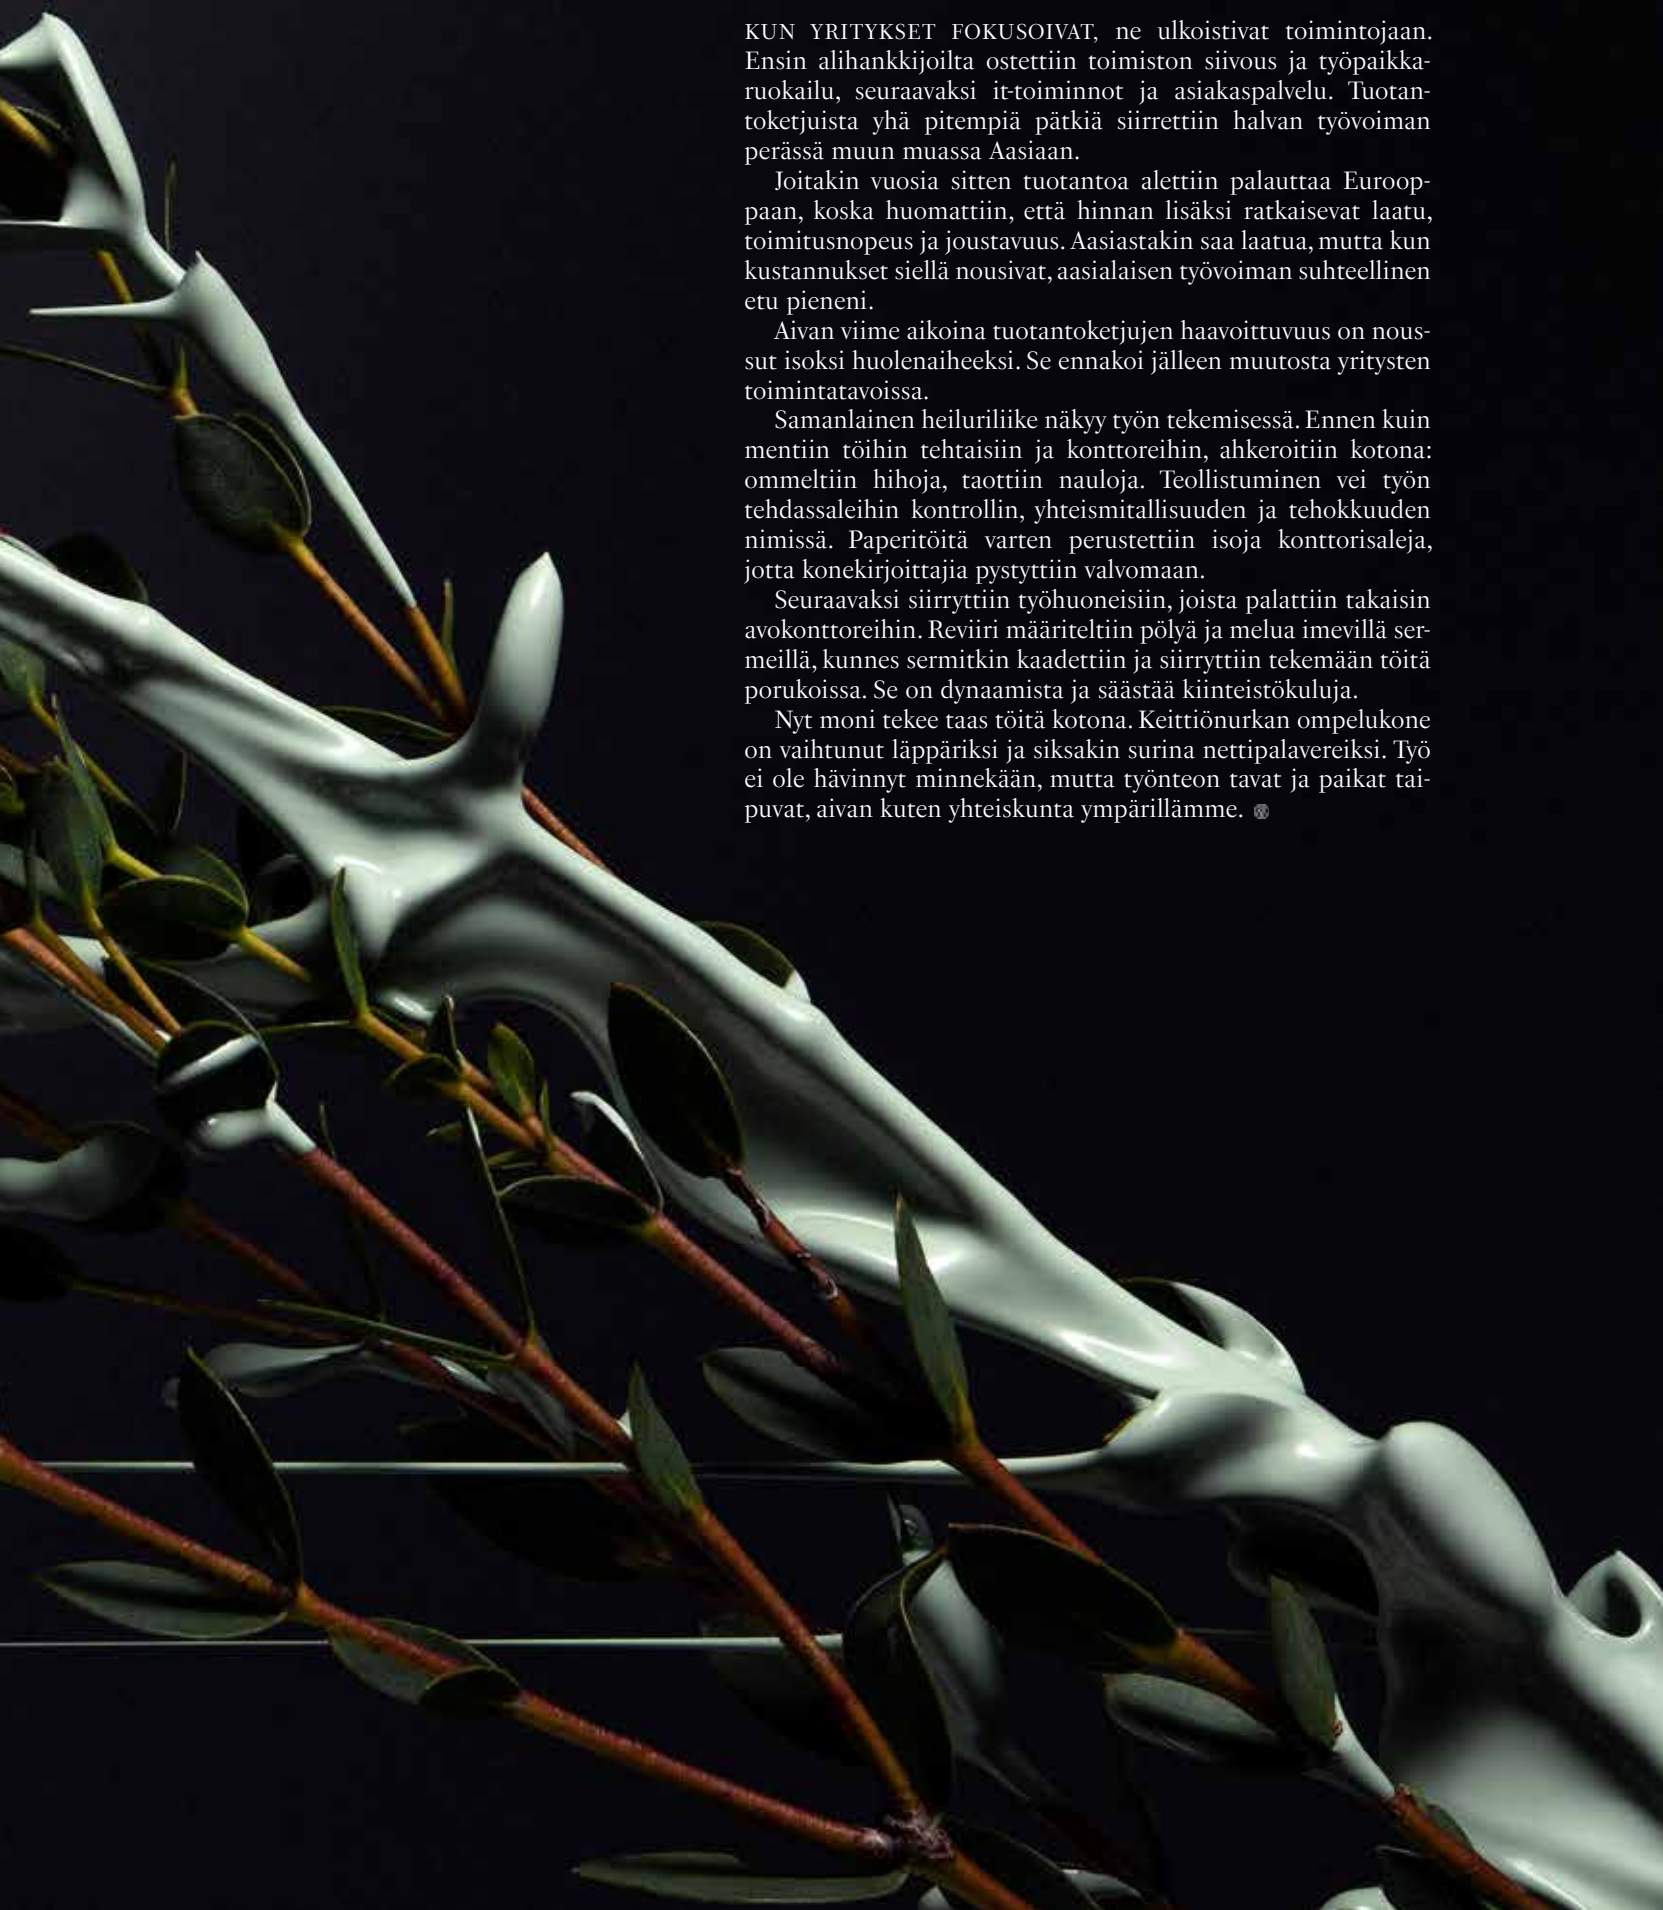 KUN YRITYKSET FOKUSOIVAT, ne ulkoistivat toimintojaan.
Ensin alihankkijoilta ostettiin toimiston siivous ja työpaikka-
ruokailu, seuraavaksi it-toiminnot ja asiakaspalvelu. Tuotan-
toketjuista yhä pitempiä pätkiä siirrettiin halvan työvoiman
perässä muun muassa Aasiaan.
Joitakin vuosia sitten tuotantoa alettiin palauttaa Euroop-
paan, koska huomattiin, että hinnan lisäksi ratkaisevat laatu,
toimitusnopeus ja joustavuus. Aasiastakin saa laatua, mutta kun
kustannukset siellä nousivat, aasialaisen työvoiman suhteellinen
etu pieneni.
Aivan viime aikoina tuotantoketjujen haavoittuvuus on nous-
sut isoksi huolenaiheeksi. Se ennakoi jälleen muutosta yritysten
toimintatavoissa.
Samanlainen heiluriliike näkyy työn tekemisessä. Ennen kuin
mentiin töihin tehtaisiin ja konttoreihin, ahkeroitiin kotona:
ommeltiin hihoja, taottiin nauloja. Teollistuminen vei työn
tehdassaleihin kontrollin, yhteismitallisuuden ja tehokkuuden
nimissä. Paperitöitä varten perustettiin isoja konttorisaleja,
jotta konekirjoittajia pystyttiin valvomaan.
Seuraavaksi siirryttiin työhuoneisiin, joista palattiin takaisin
avokonttoreihin. Reviiri määriteltiin pölyä ja melua imevillä ser-
meillä, kunnes sermitkin kaadettiin ja siirryttiin tekemään töitä
porukoissa. Se on dynaamista ja säästää kiinteistökuluja.
Nyt moni tekee taas töitä kotona. Keittiönurkan ompelukone
on vaihtunut läppäriksi ja siksakin surina nettipalavereiksi. Työ
ei ole hävinnyt minnekään, mutta työnteon tavat ja paikat tai-
puvat, aivan kuten yhteiskunta ympärillämme.